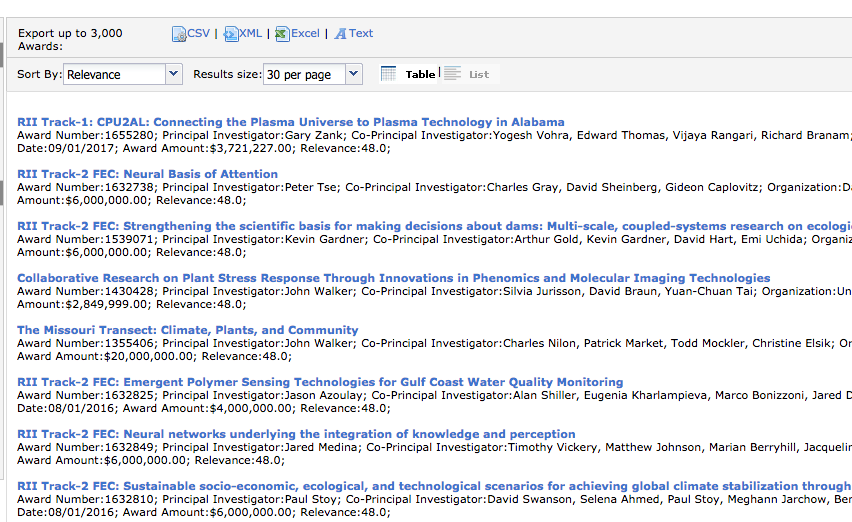 Export up to 3,000 Awards: CSV | XML | Excel | Text
Sort By: Relevance Results size: 30 per page Table | List
RII Track-1: CPU2AL: Connecting the Plasma Universe to Plasma Technology in Alabama
Award Number:1655280; Principal Investigator:Gary Zank; Co-Principal Investigator:Yogesh Vohra, Edward Thomas, Vijaya Rangari, Richard Branam;
Date:09/01/2017; Award Amount:$3,721,227.00; Relevance:48.0;
RII Track-2 FEC: Neural Basis of Attention
Award Number:1632738; Principal Investigator:Peter Tse; Co-Principal Investigator:Charles Gray, David Sheinberg, Gideon Caplovitz; Organization:D
Amount:$6,000,000.00; Relevance:48.0;
RII Track-2 FEC: Strengthening the scientific basis for making decisions about dams: Multi-scale, coupled-systems research on ecologi
Award Number:1539071; Principal Investigator:Kevin Gardner; Co-Principal Investigator:Arthur Gold, Kevin Gardner, David Hart, Emi Uchida; Organiz
Amount:$6,000,000.00; Relevance:48.0;
Collaborative Research on Plant Stress Response Through Innovations in Phenomics and Molecular Imaging Technologies
Award Number:1430428; Principal Investigator:John Walker; Co-Principal Investigator:Silvia Jurisson, David Braun, Yuan-Chuan Tai; Organization:Un
Amount:$2,849,999.00; Relevance:48.0;
The Missouri Transect: Climate, Plants, and Community
Award Number:1355406; Principal Investigator:John Walker; Co-Principal Investigator:Charles Nilon, Patrick Market, Todd Mockler, Christine Elsik; Or
Award Amount:$20,000,000.00; Relevance:48.0;
RII Track-2 FEC: Emergent Polymer Sensing Technologies for Gulf Coast Water Quality Monitoring
Award Number:1632825; Principal Investigator:Jason Azoulay; Co-Principal Investigator:Alan Shiller, Eugenia Kharlampieva, Marco Bonizzoni, Jared D
Date:08/01/2016; Award Amount:$4,000,000.00; Relevance:48.0;
RII Track-2 FEC: Neural networks underlying the integration of knowledge and perception
Award Number:1632849; Principal Investigator:Jared Medina; Co-Principal Investigator:Timothy Vickery, Matthew Johnson, Marian Berryhill, Jacquelin
Award Amount:$6,000,000.00; Relevance:48.0;
RII Track-2 FEC: Sustainable socio-economic, ecological, and technological scenarios for achieving global climate stabilization through
Award Number:1632810; Principal Investigator:Paul Stoy; Co-Principal Investigator:David Swanson, Selena Ahmed, Paul Stoy, Meghann Jarchow, Ben
Date:08/01/2016; Award Amount:$6,000,000.00; Relevance:48.0;